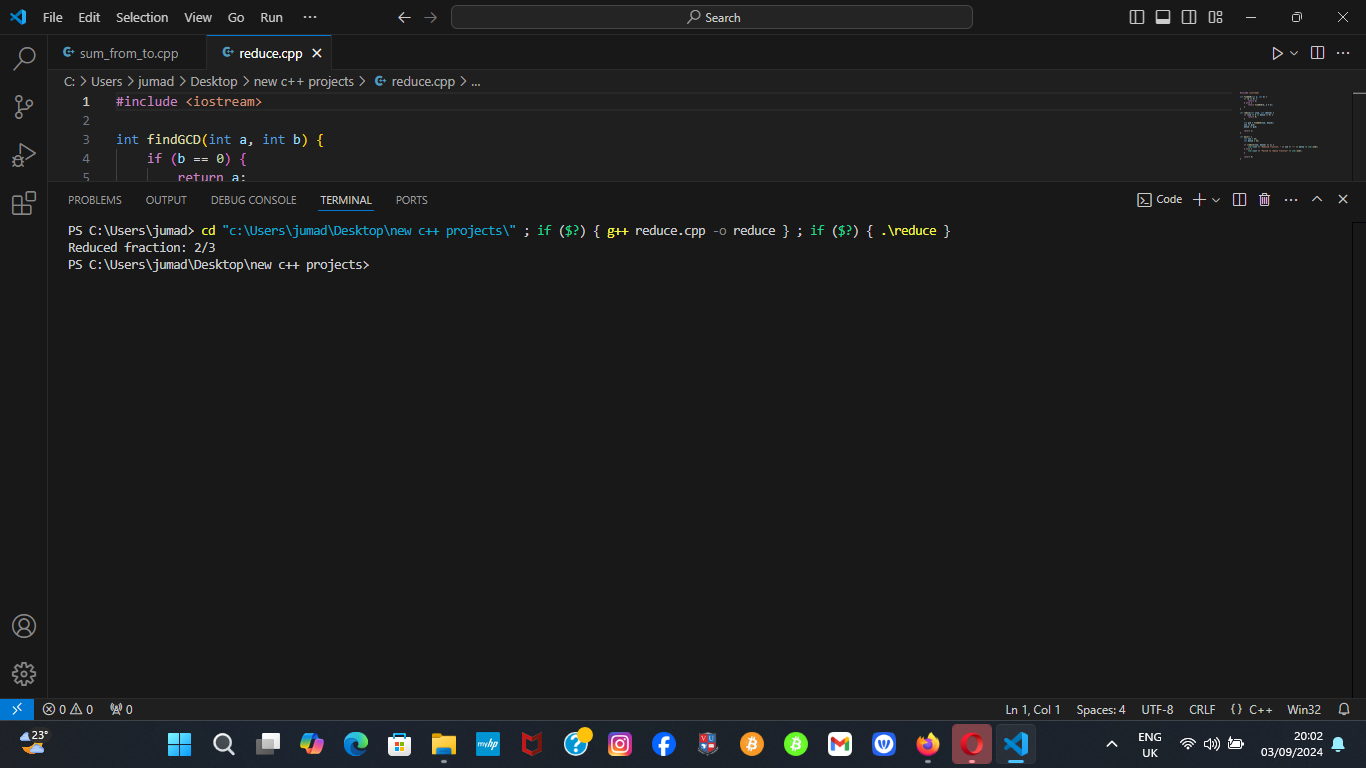 File Edit Selection View Go Run ··· Search
sum_from_to.cpp reduce.cpp
C: > Users > jumad > Desktop > new c++ projects > reduce.cpp > ...
1 #include <iostream>
2
3 int findGCD(int a, int b) {
4 if (b == 0) {
5 return a;
PROBLEMS OUTPUT DEBUG CONSOLE TERMINAL PORTS Code
PS C:\Users\jumad> cd "c:\Users\jumad\Desktop\new c++ projects\" ; if ($?) { g++ reduce.cpp -o reduce } ; if ($?) { .\reduce }
Reduced fraction: 2/3
PS C:\Users\jumad\Desktop\new c++ projects>
0 0 0 Ln 1, Col 1 Spaces: 4 UTF-8 CRLF {} C++ Win32
23° myhp ENG 20:02
UK 03/09/2024